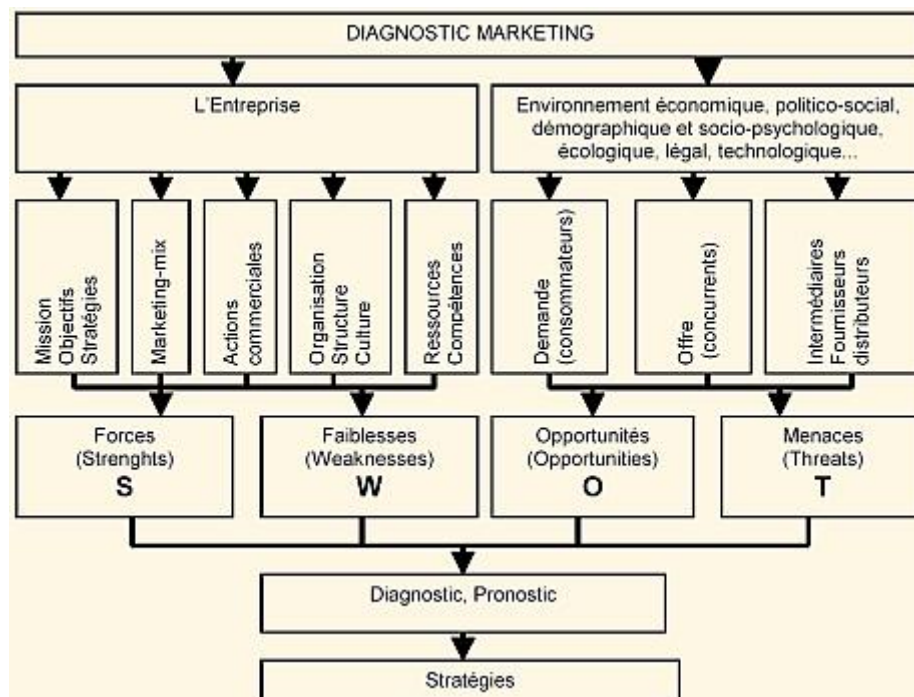 DIAGNOSTIC MARKETING
L'Entreprise
Environnement économique, politico-social,
démographique et socio-psychologique,
écologique, légal, technologique...
Mission
Objectifs
Stratégies
Marketing-mix
Actions
commerciales
Organisation
Structure
Culture
Ressources
Compétences
Demande
(consommateurs)
Offre
(concurrents)
Intermédiaires
Fournisseurs
distributeurs
Forces
(Strenghts)
S
Faiblesses
(Weaknesses)
W
Opportunités
(Opportunities)
O
Menaces
(Threats)
T
Diagnostic, Pronostic
Stratégies